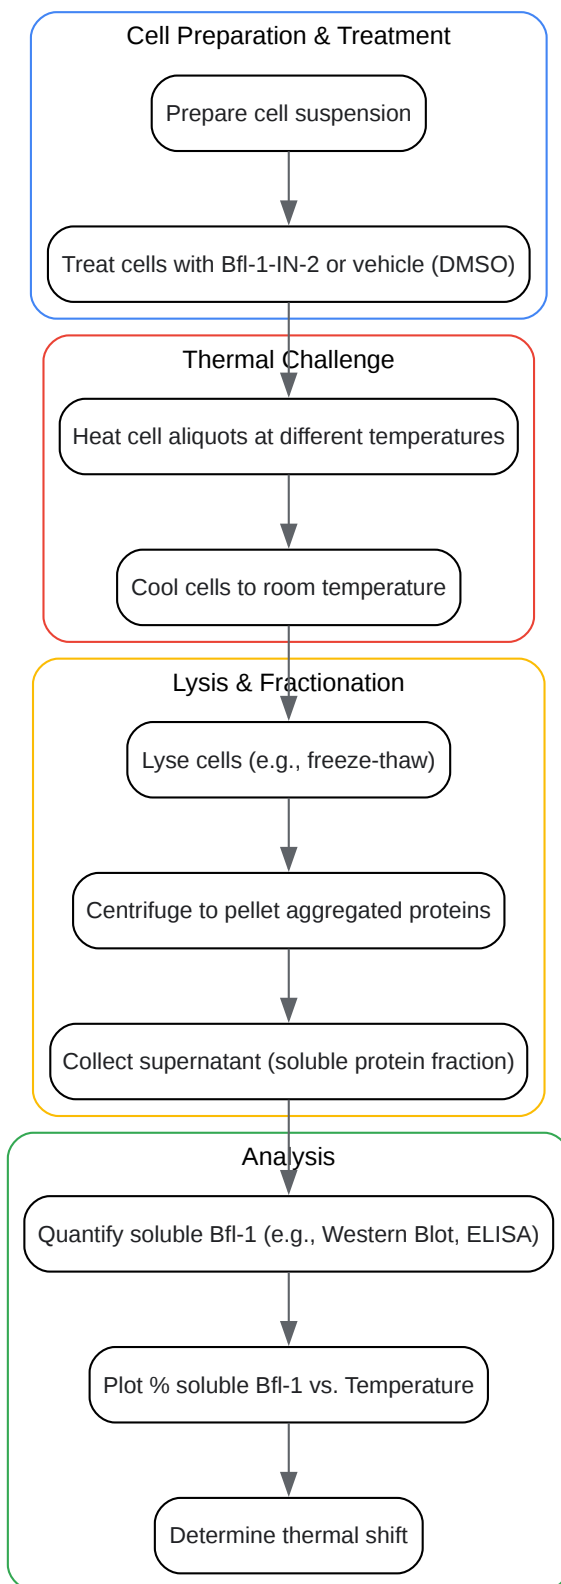 Cell Preparation & Treatment
Prepare cell suspension
Treat cells with Bfl-1-IN-2 or vehicle (DMSO)
Thermal Challenge
Heat cell aliquots at different temperatures
Cool cells to room temperature
Lysis & Fractionation
Lyse cells (e.g., freeze-thaw)
Centrifuge to pellet aggregated proteins
Collect supernatant (soluble protein fraction)
Analysis
Quantify soluble Bfl-1 (e.g., Western Blot, ELISA)
Plot % soluble Bfl-1 vs. Temperature
Determine thermal shift